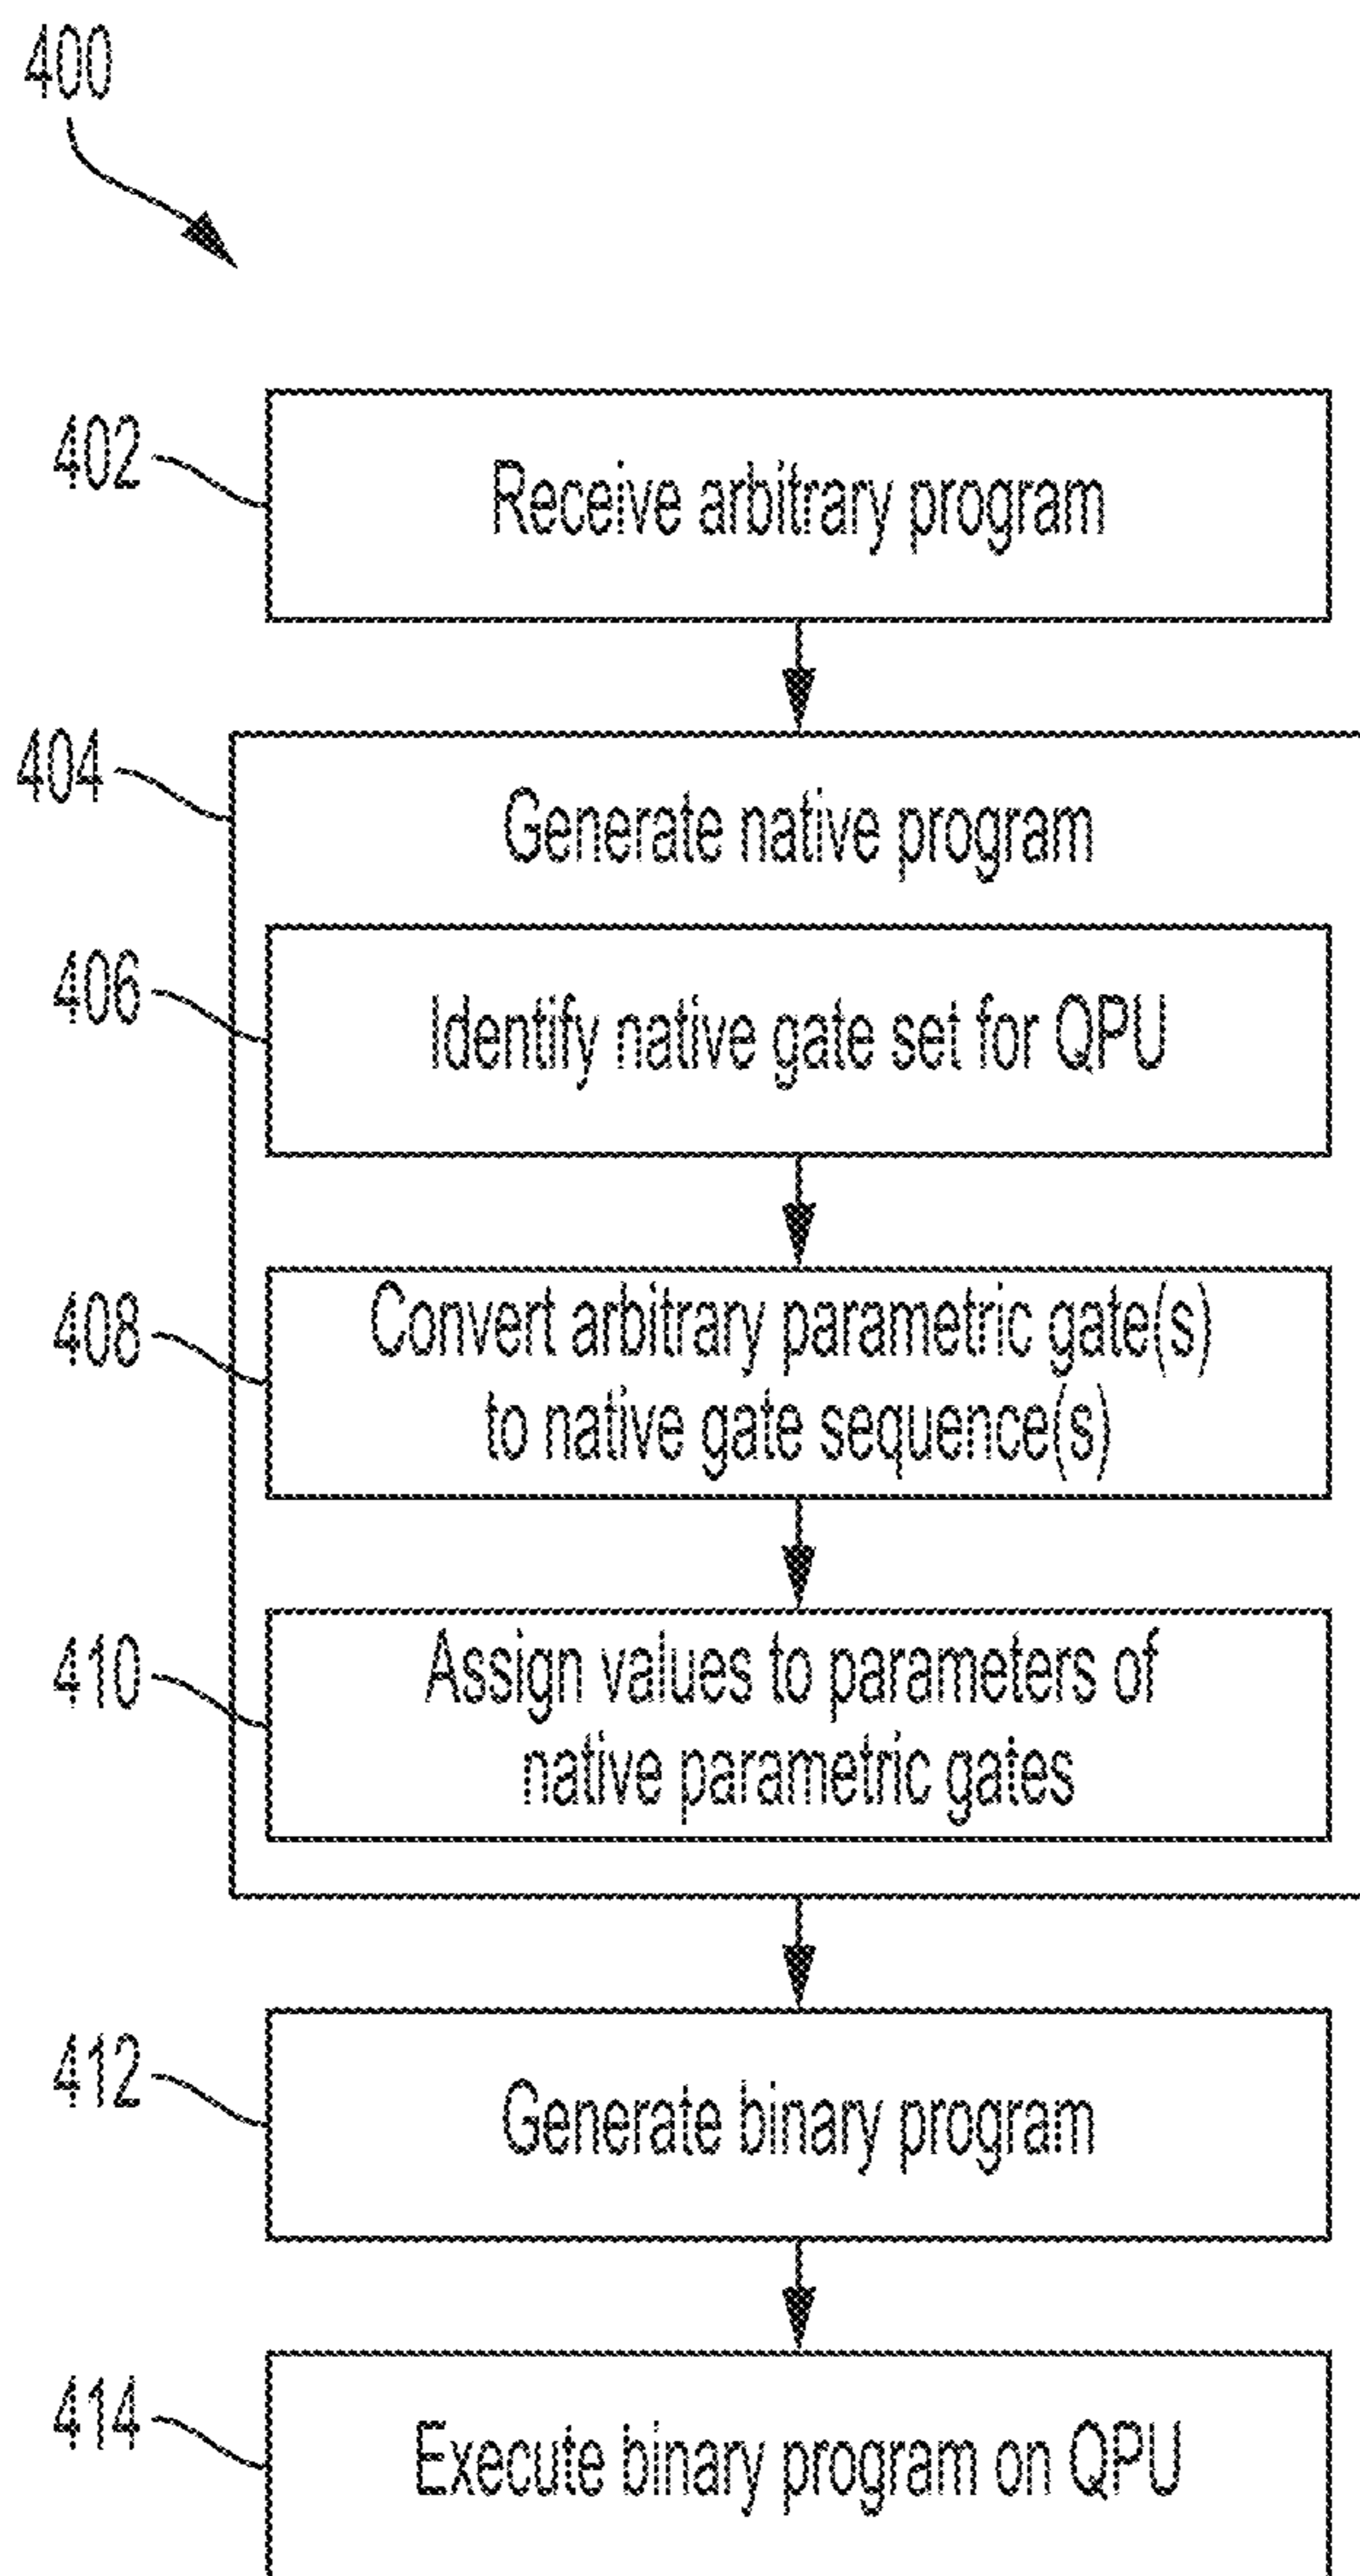 400
402
Receive arbitrary program
404
Generate native program
406
Identify native gate set for QPU
408
Convert arbitrary parametric gate(s)
to native gate sequence(s)
410
Assign values to parameters of
native parametric gates
412
Generate binary program
414
Execute binary program on QPU